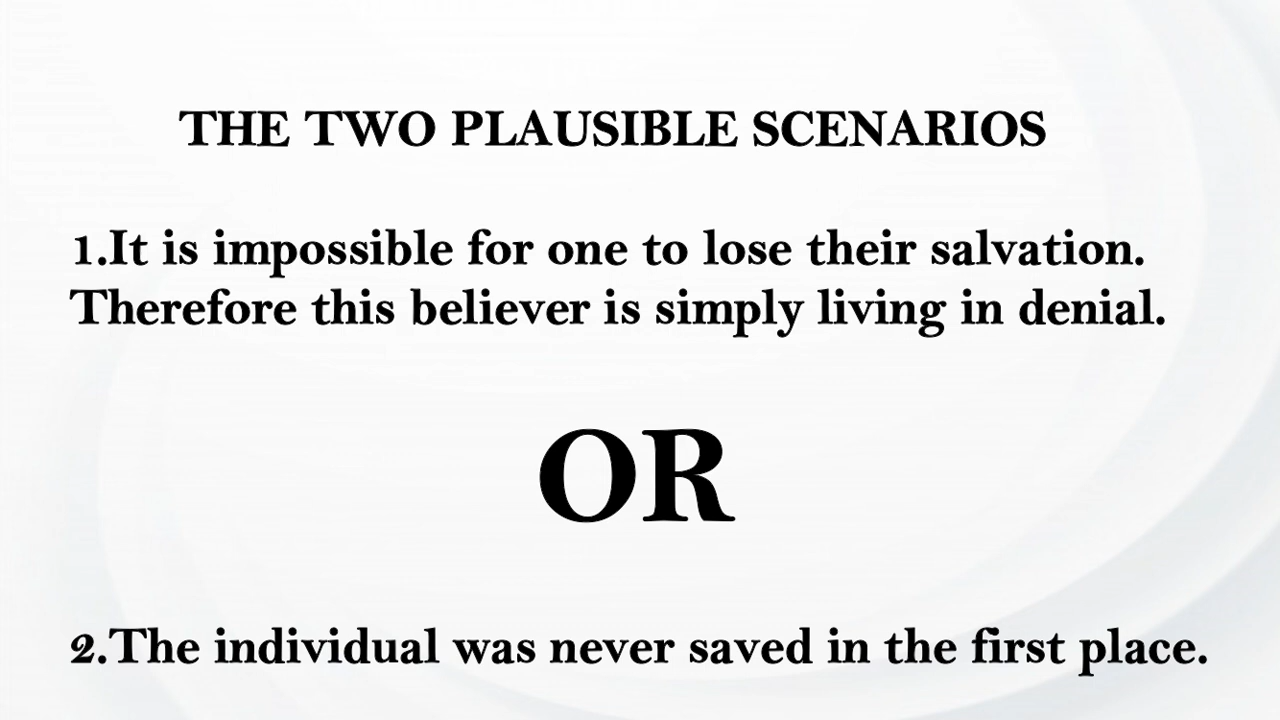 THE TWO PLAUSIBLE SCENARIOS
1.It is impossible for one to lose their salvation.
Therefore this believer is simply living in denial.
OR
2.The individual was never saved in the first place.